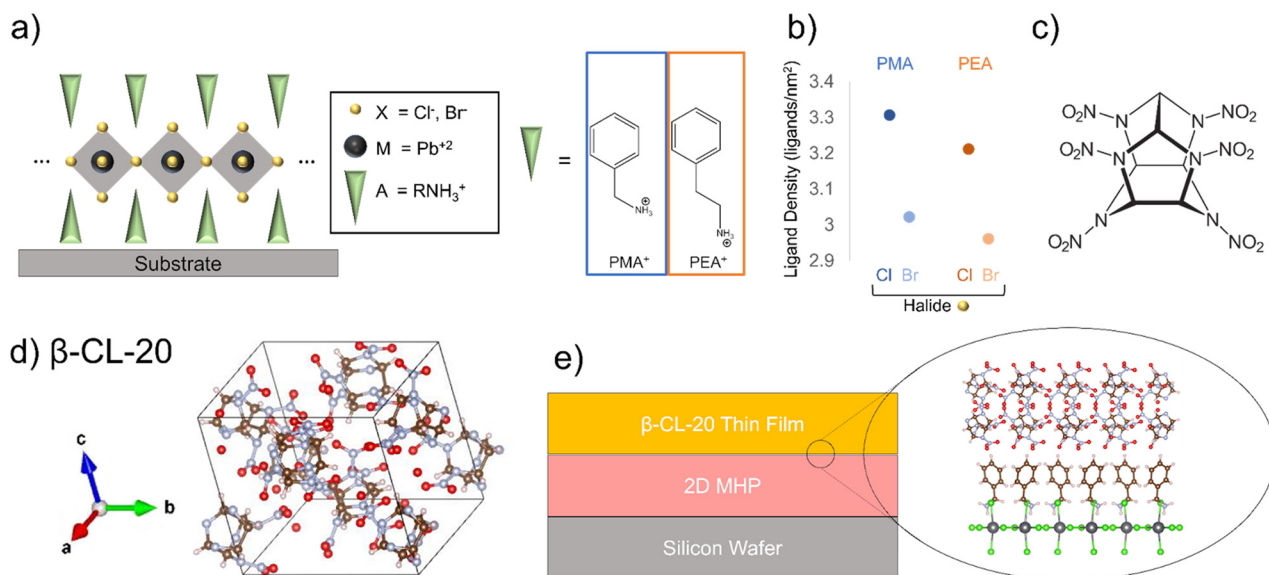 a)
X = Cl⁻, Br⁻
M = Pb⁺²
A = RNH₃⁺
...
...
Substrate
=
NH₃
⊕
PMA⁺
NH₃
⊕
PEA⁺
b)
PMA PEA
Ligand Density (ligands/nm²)
3.4
3.3
3.2
3.1
3
2.9
Cl Br Cl Br
Halide
c)
O₂N N N NO₂
O₂N N N NO₂
O₂N N N NO₂
d) β-CL-20
c
b
a
e)
β-CL-20 Thin Film
2D MHP
Silicon Wafer